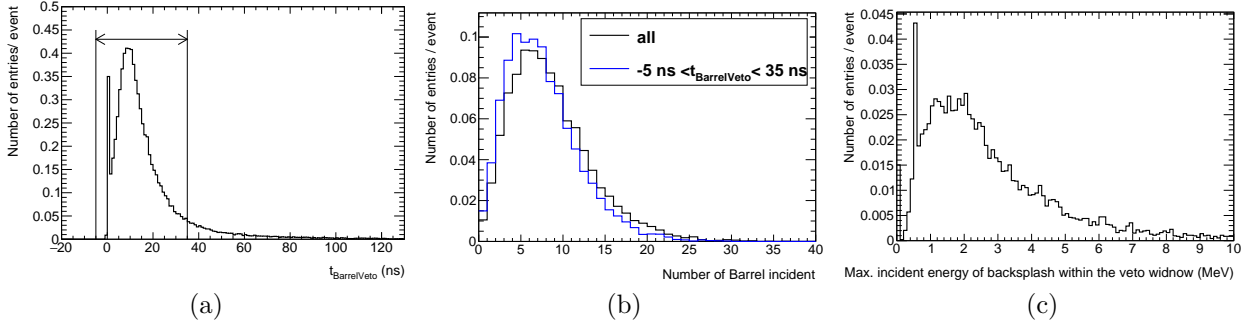 Number of entries/ event
0.5
0.45
0.4
0.35
0.3
0.25
0.2
0.15
0.1
0.05
0
-20 0 20 40 60 80 100 120
t_BarrelVeto (ns)
(a)
Number of entries / event
0.1
0.08
0.06
0.04
0.02
0
0 5 10 15 20 25 30 35 40
all
-5 ns <t_BarrelVeto< 35 ns
Number of Barrel incident
(b)
Number of entries / event
0.045
0.04
0.035
0.03
0.025
0.02
0.015
0.01
0.005
0
0 1 2 3 4 5 6 7 8 9 10
Max. incident energy of backsplash within the veto widnow (MeV)
(c)